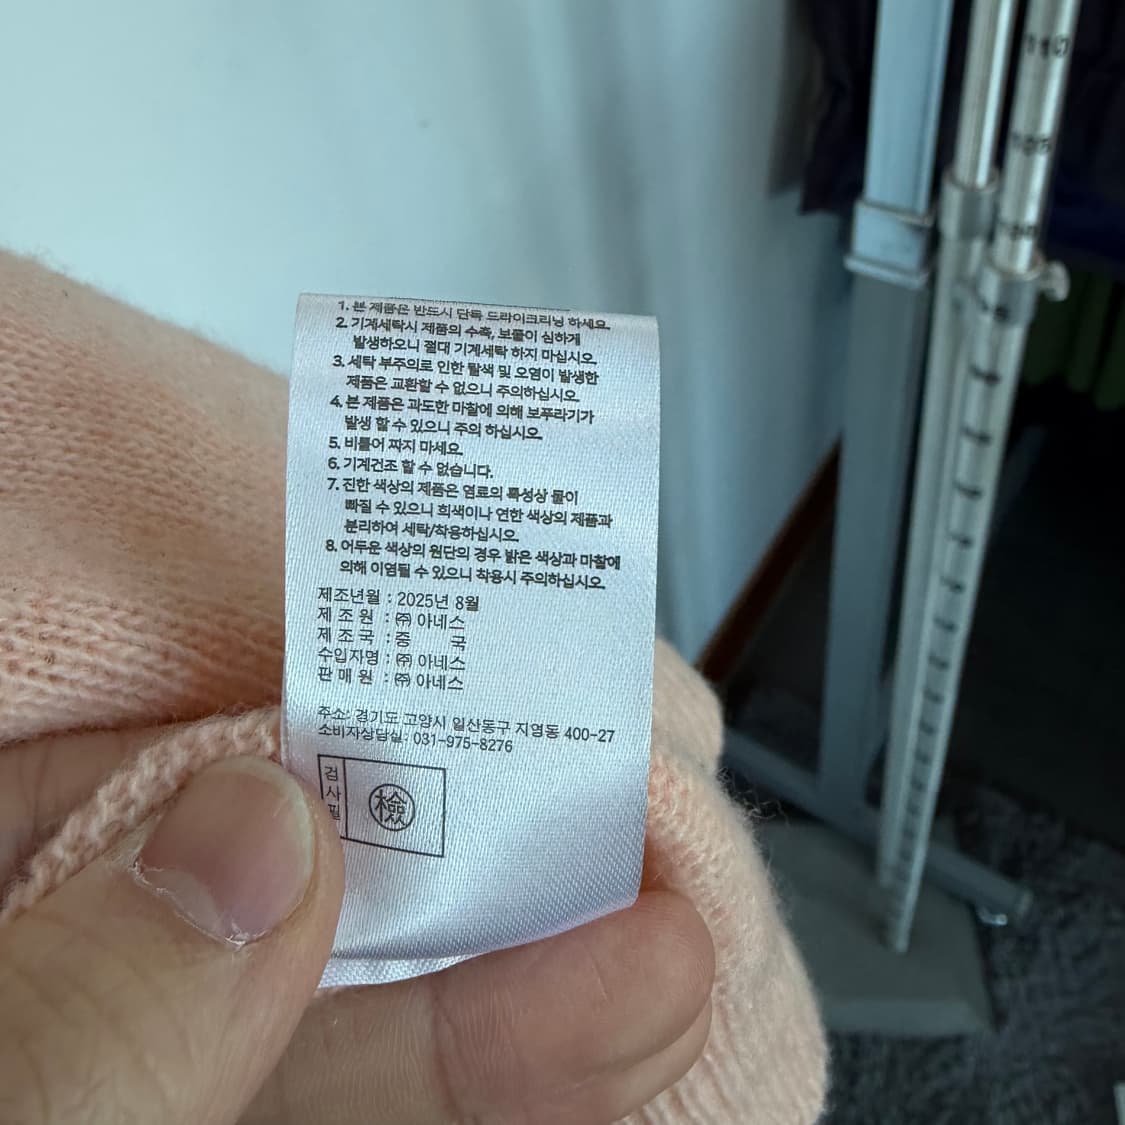 1. 본 제품은 반드시 단독 드라이크리닝 하세요.
2. 기계세탁시 제품의 수축, 보풀이 심하게
발생하오니 절대 기계세탁 하지 마십시오.
3. 세탁 부주의로 인한 탈색 및 오염이 발생한
제품은 교환할 수 없으니 주의하십시오.
4. 본 제품은 과도한 마찰에 의해 보푸라기가
발생 할 수 있으니 주의 하십시오.
5. 비틀어 짜지 마세요.
6. 기계건조 할 수 없습니다.
7. 진한 색상의 제품은 염료의 특성상 물이
빠질 수 있으니 흰색이나 연한 색상의 제품과
분리하여 세탁/착용하십시오.
8. 어두운 색상의 원단의 경우 밝은 색상과 마찰에
의해 이염될 수 있으니 착용시 주의하십시오.
제조년월 : 2025년 8월
제 조 원 : ㈜ 아네스
제 조 국 : 중 국
수입자명 : ㈜ 아네스
판 매 원 : ㈜ 아네스
주소: 경기도 고양시 일산동구 지영동 400-27
소비자상담실: 031-975-8276
검사필
檢